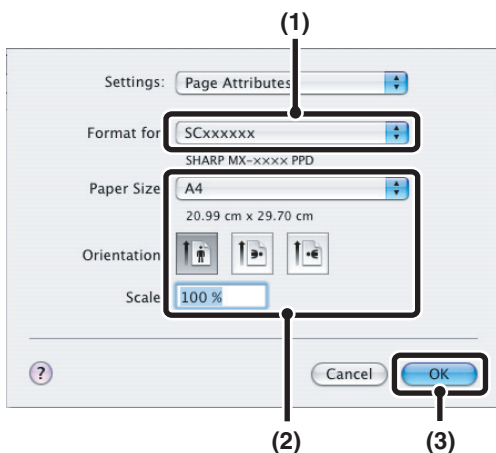 (1)
Settings: Page Attributes
Format for SCxxxxxx
SHARP MX-xxxx PPD
Paper Size A4
20.99 cm x 29.70 cm
Orientation
Scale 100 %
? Cancel OK
(2) (3)